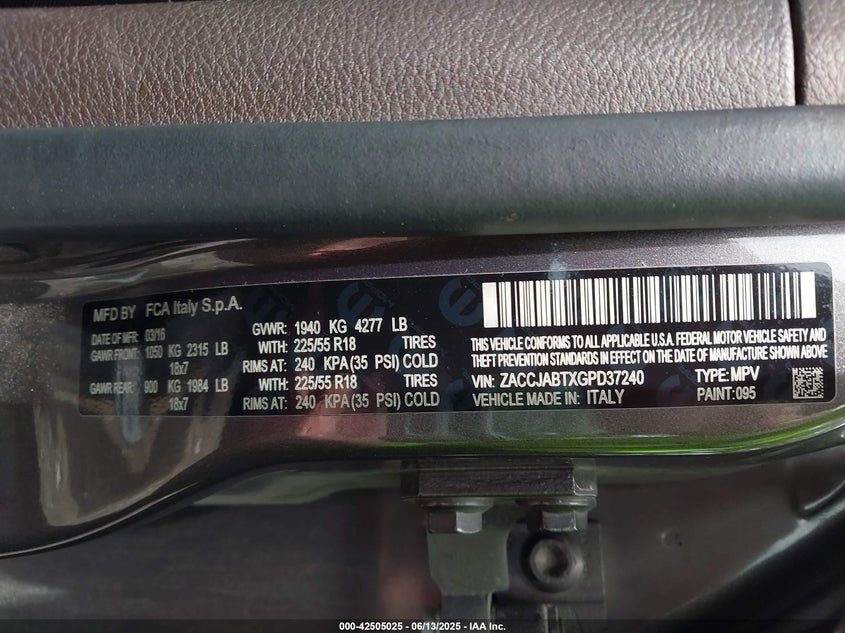 MFD BY FCA Italy S.p.A.
DATE OF MFR: 03/16 GVWR: 1940 KG 4277 LB
GAWR FRONT: 1050 KG 2315 LB WITH: 225/55 R18 TIRES
18x7 RIMS AT: 240 KPA (35 PSI) COLD
GAWR REAR: 900 KG 1984 LB WITH: 225/55 R18 TIRES
18x7 RIMS AT: 240 KPA (35 PSI) COLD
THIS VEHICLE CONFORMS TO ALL APPLICABLE U.S.A. FEDERAL MOTOR VEHICLE SAFETY AND
THEFT PREVENTION STANDARDS IN EFFECT ON THE DATE OF MANUFACTURE SHOWN ABOVE.
VIN: ZACCJABTXGPD37240 TYPE: MPV
VEHICLE MADE IN: ITALY PAINT: 095
000-42505025 - 06/13/2025 - IAA Inc.